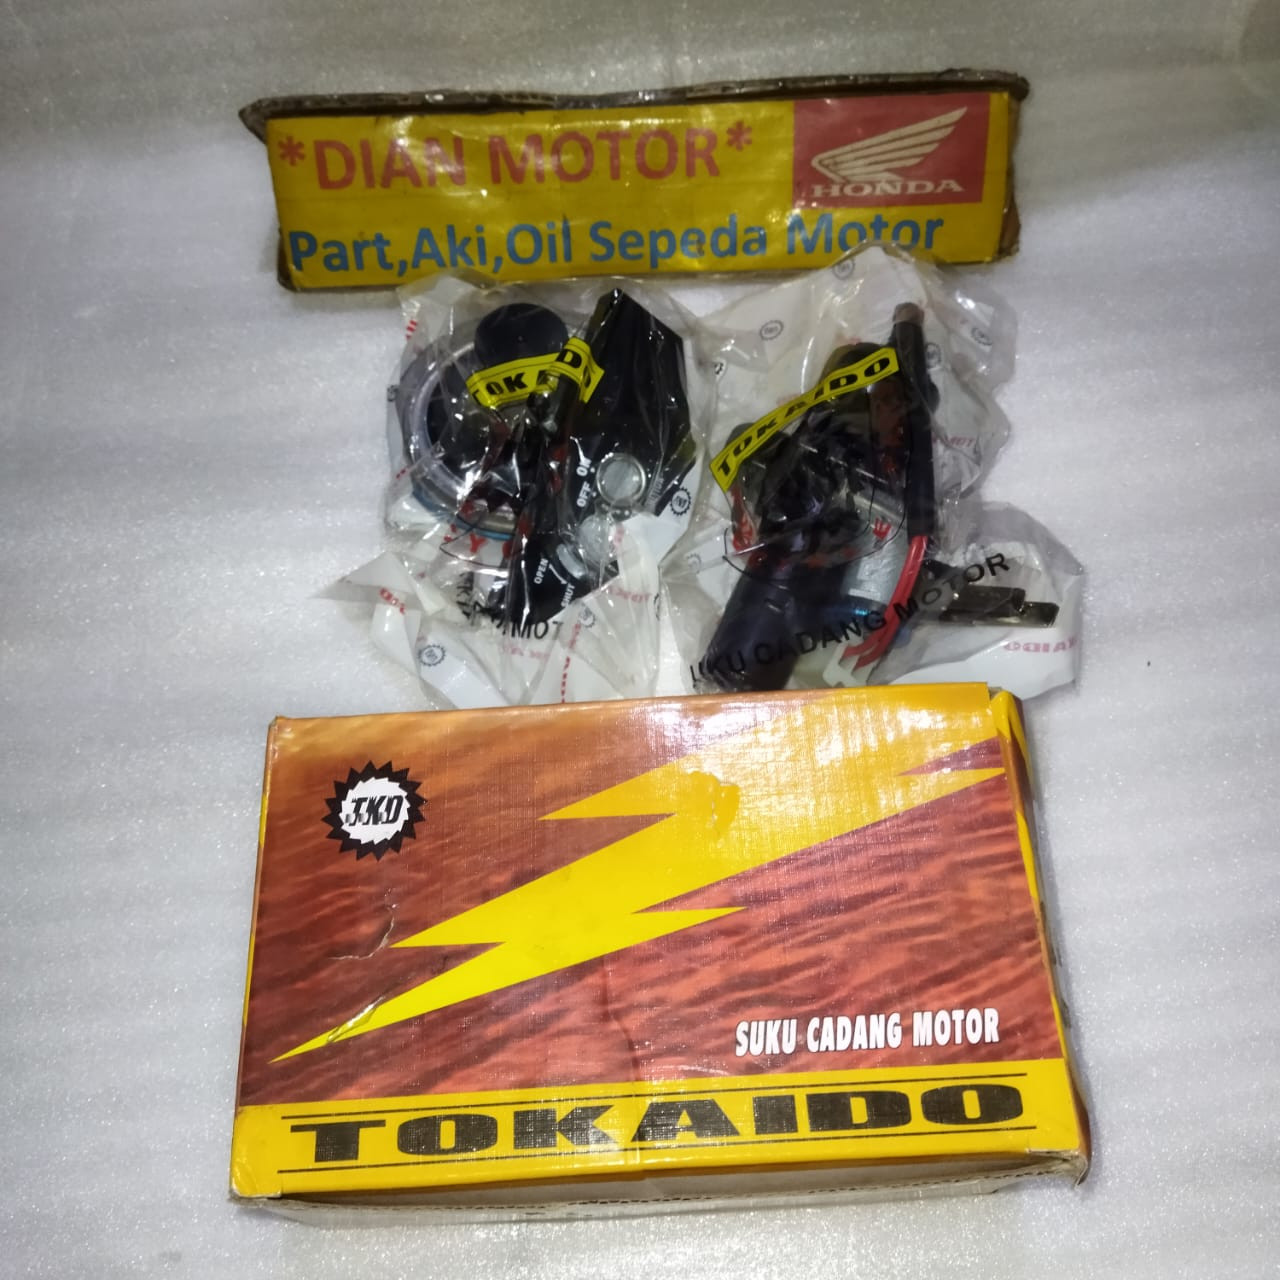 *DIAN MOTOR*
HONDA
Part,Aki,Oil Sepeda Motor
TOKAIDO
TOKAIDO
ON
OFF
OPEN
SHUT
CADANG MOTOR
TKD
SUKU CADANG MOTOR
TOKAIDO